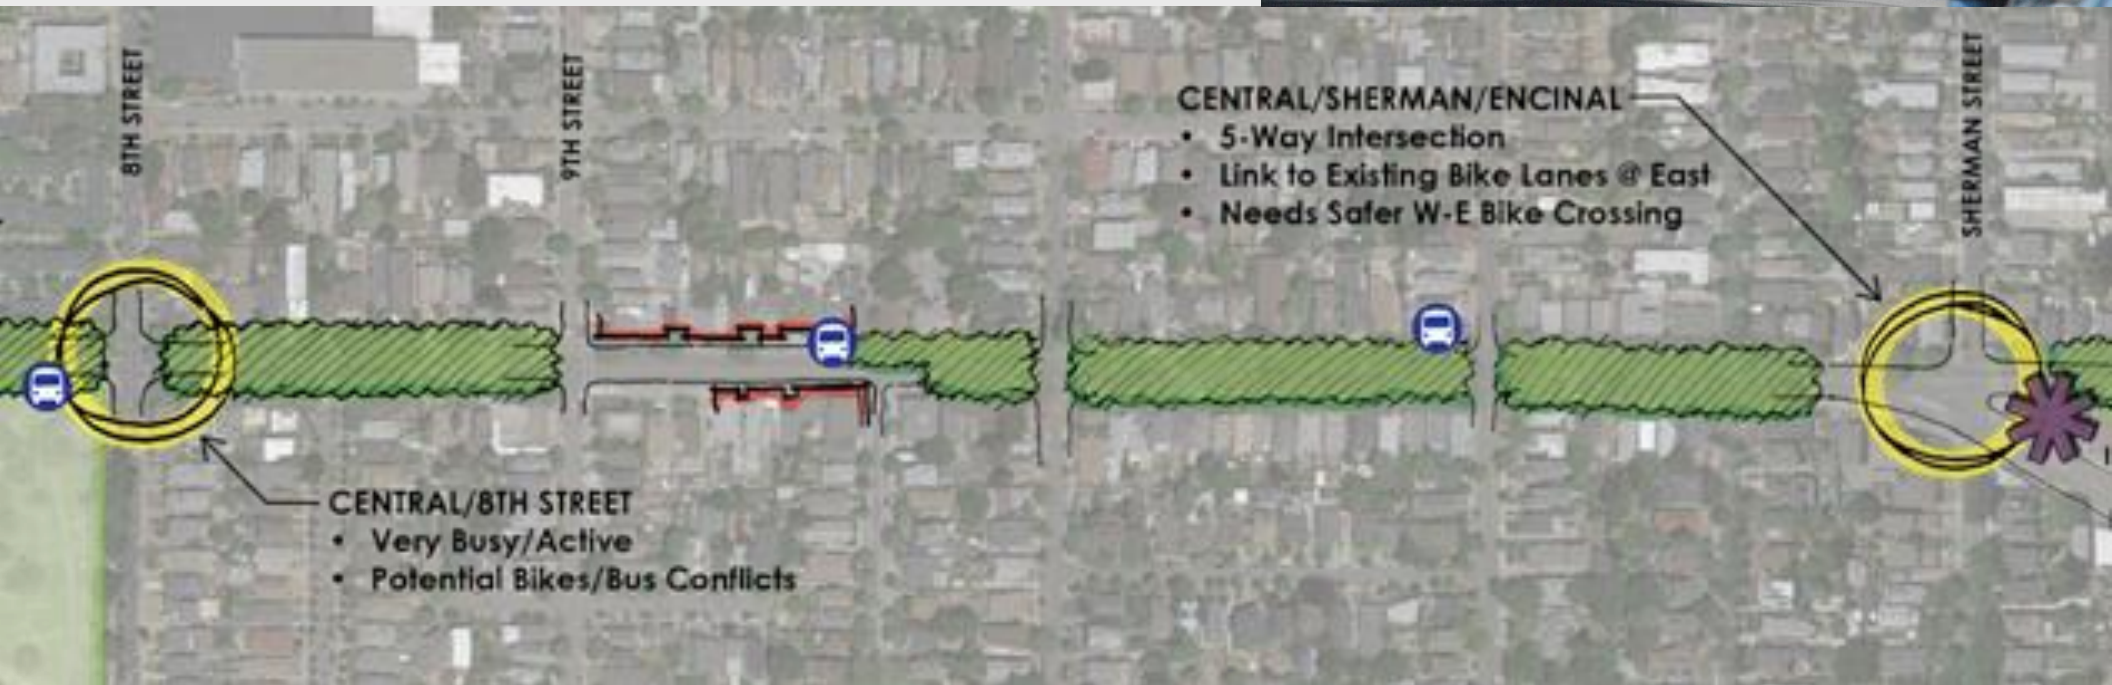 8TH STREET
9TH STREET
CENTRAL/SHERMAN/ENCINAL
• 5-Way Intersection
• Link to Existing Bike Lanes @ East
• Needs Safer W-E Bike Crossing
SHERMAN STREET
CENTRAL/8TH STREET
• Very Busy/Active
• Potential Bikes/Bus Conflicts